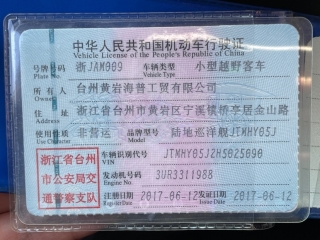 中华人民共和国机动车行驶证
Vehicle License of the People's Republic of China
号牌号码 浙JAM009 车辆类型 小型越野客车
Plate No. Vehicle Type
所有人 台州黄岩海普工贸有限公司
Owner
住址 浙江省台州市黄岩区宁溪镇桥亭居金山路
Address
使用性质 非营运 品牌型号 陆地巡洋舰JTMHY05J
Use Character Model
浙江省台州
市公安局交
通警察支队
车辆识别代号 JTMHY05J2H5025090
VIN
发动机号码 3UR3311988
Engine No.
注册日期 2017-06-12 发证日期 2017-06-12
Register Date Issue Date